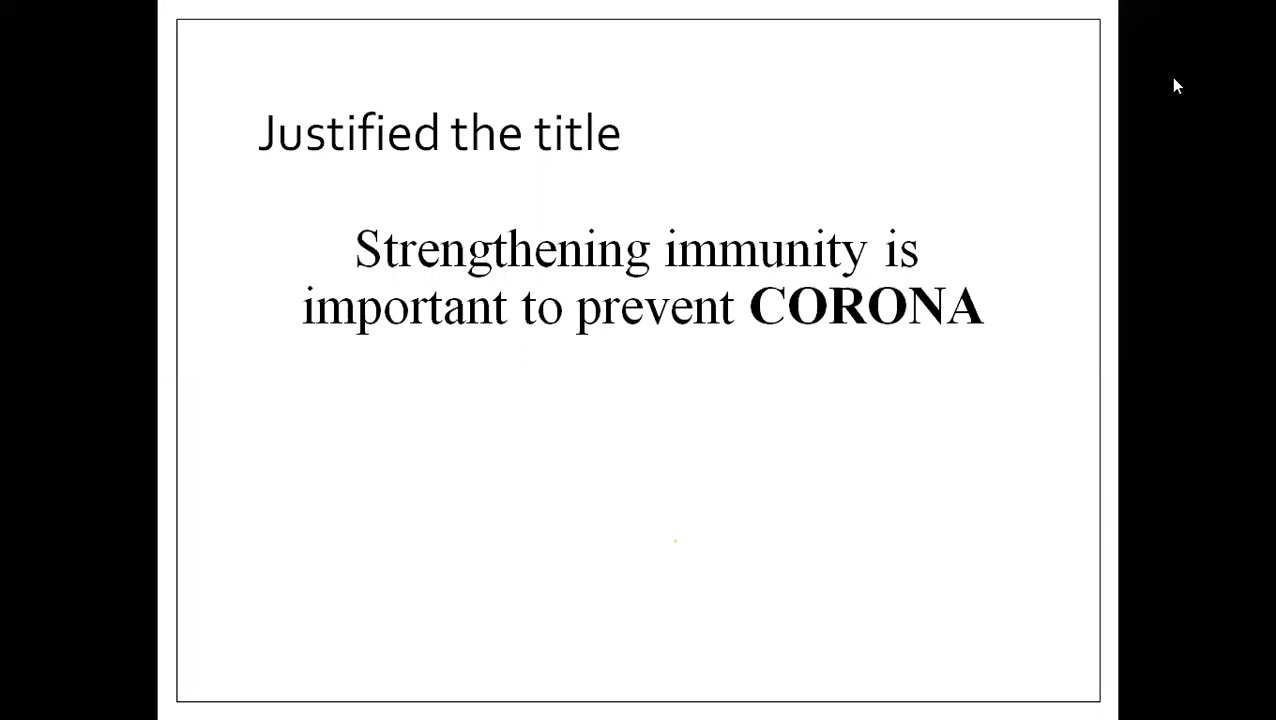 Justified the title
Strengthening immunity is
important to prevent CORONA